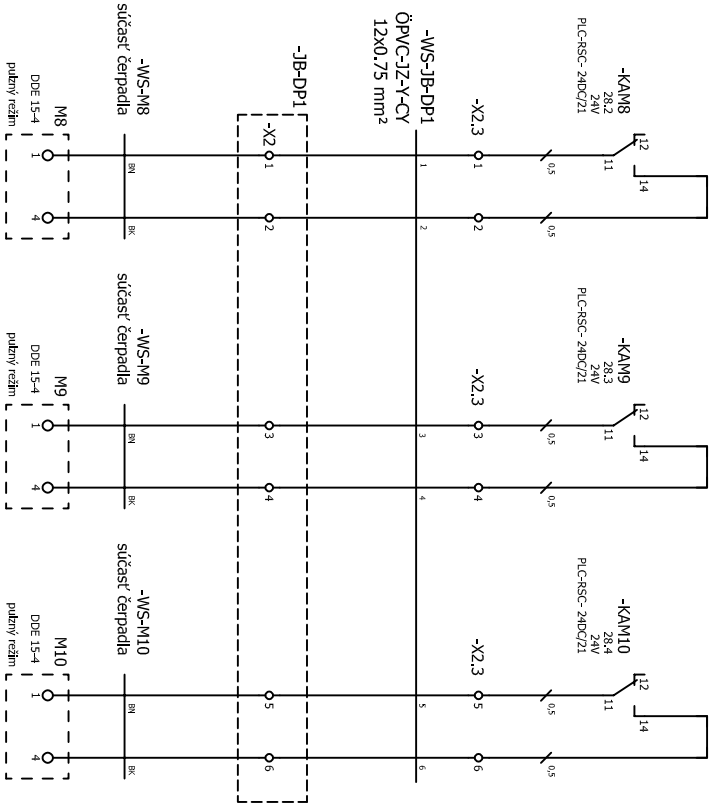 -KAM8
28.2
24V
PLC-RSC- 24DC/21
12
14
11
-KAM9
28.3
24V
PLC-RSC- 24DC/21
12
14
11
-KAM10
28.4
24V
PLC-RSC- 24DC/21
12
14
11
0,5
0,5
0,5
0,5
0,5
0,5
-X2.3
1
2
-X2.3
3
4
-X2.3
5
6
-WS-JB-DP1
ÖPVC-JZ-Y-CY
12x0.75 mm²
1
2
3
4
5
6
-JB-DP1
-X2
1
2
3
4
5
6
-WS-M8
súčasť čerpadla
BN
BK
-WS-M9
súčasť čerpadla
BN
BK
-WS-M10
súčasť čerpadla
BN
BK
M8
DDE 15-4
pulzný režim
1
4
M9
DDE 15-4
pulzný režim
1
4
M10
DDE 15-4
pulzný režim
1
4